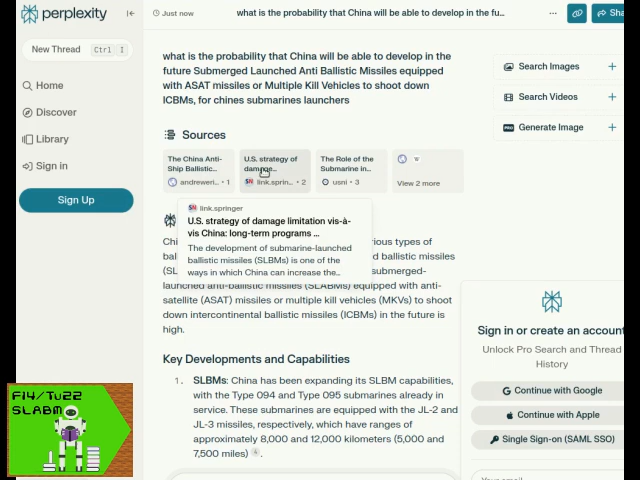 perplexity
Just now
what is the probability that China will be able to develop in the fu...
Sha
New Thread
Ctrl I
Home
Discover
Library
Sign in
Sign Up
what is the probability that China will be able to develop in the
future Submerged Launched Anti Ballistic Missiles equipped
with ASAT missiles or Multiple Kill Vehicles to shoot down
ICBMs, for chines submarines launchers
Search Images
Search Videos
PRO Generate Image
Sources
The China Anti-
Ship Ballistic...
andreweri... • 1
U.S. strategy of
damage...
link.sprin... • 2
The Role of the
Submarine in...
usni • 3
View 2 more
link.springer
U.S. strategy of damage limitation vis-à-
vis China: long-term programs ...
The development of submarine-launched
ballistic missiles (SLBMs) is one of the
ways in which China can increase the...
Chi
rious types of
bal
d ballistic missiles
(SL
submerged-
launched anti-ballistic missiles (SLABMs) equipped with anti-
satellite (ASAT) missiles or multiple kill vehicles (MKVs) to shoot
down intercontinental ballistic missiles (ICBMs) in the future is
high.
Key Developments and Capabilities
1. SLBMs: China has been expanding its SLBM capabilities,
with the Type 094 and Type 095 submarines already in
service. These submarines are equipped with the JL-2 and
JL-3 missiles, respectively, which have ranges of
approximately 8,000 and 12,000 kilometers (5,000 and
7,500 miles)
Sign in or create an account
Unlock Pro Search and Thread
History
Continue with Google
Continue with Apple
Single Sign-on (SAML SSO)
Your email
F14/Tu22
SLABM